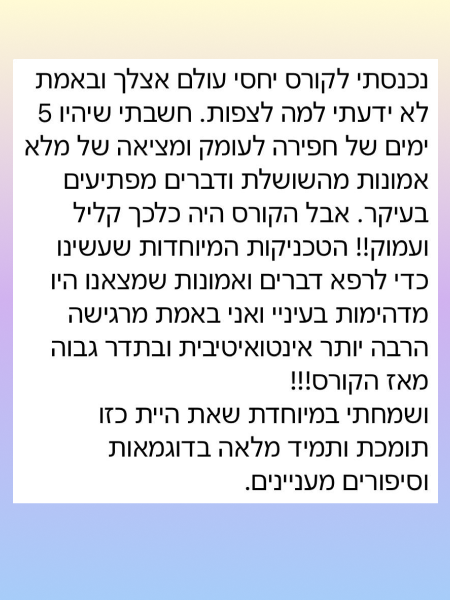 נכנסתי לקורס יחסי עולם אצלך ובאמת
לא ידעתי למה לצפות. חשבתי שיהיו 5
ימים של חפירה לעומק ומציאה של מלא
אמונות מהשושלת ודברים מפתיעים
בעיקר. אבל הקורס היה כלכך קליל
ועמוק!! הטכניקות המיוחדות שעשינו
כדי לרפא דברים ואמונות שמצאנו היו
מדהימות בעיניי ואני באמת מרגישה
הרבה יותר אינטואיטיבית ובתדר גבוה
מאז הקורס!!!
ושמחתי במיוחדת שאת היית כזו
תומכת ותמיד מלאה בדוגמאות
וסיפורים מעניינים.